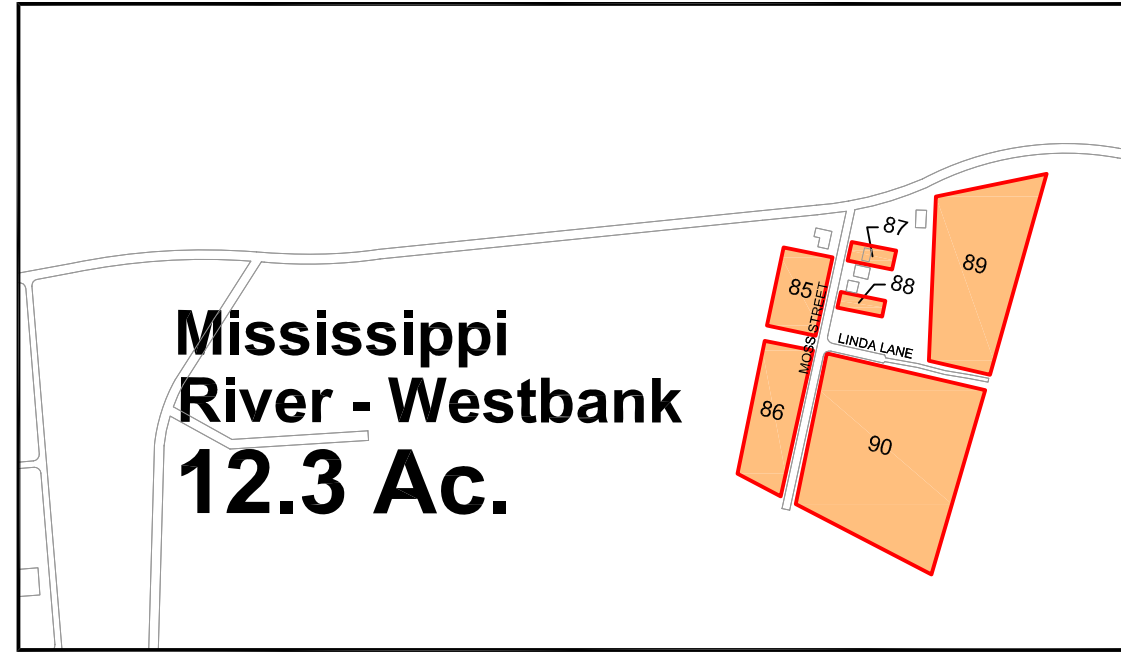 Mississippi
River - Westbank
12.3 Ac.
87
89
85
88
MOSS STREET
LINDA LANE
86
90